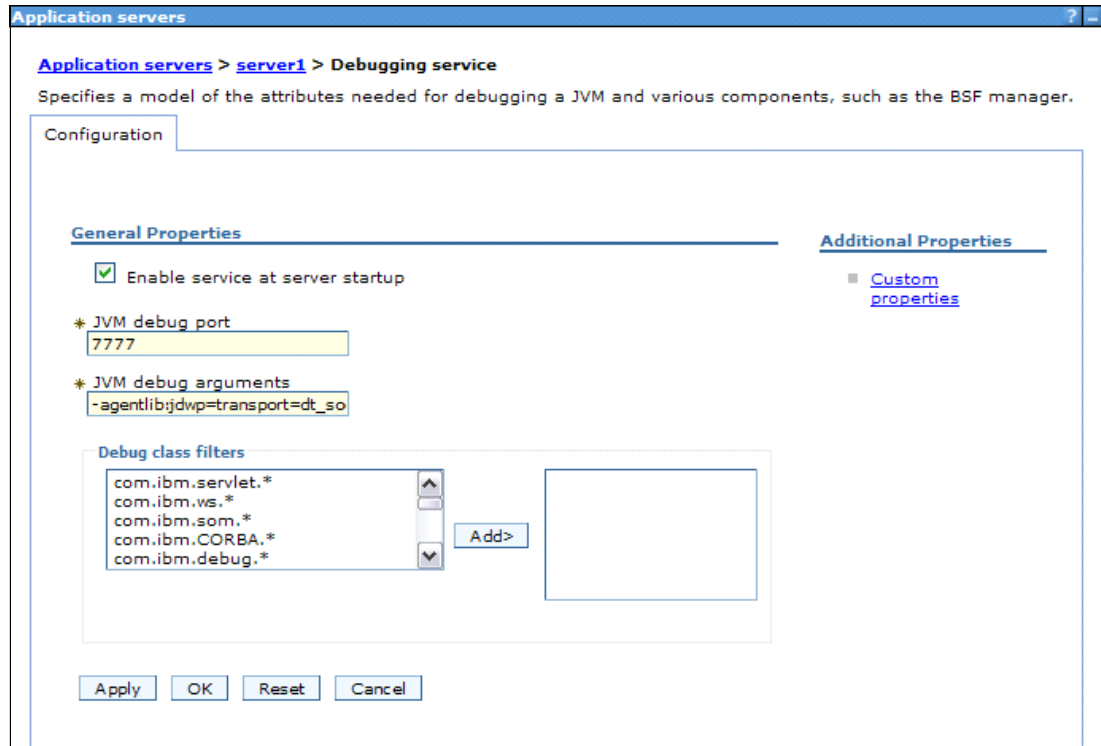 Application servers ? -
Application servers > server1 > Debugging service
Specifies a model of the attributes needed for debugging a JVM and various components, such as the BSF manager.
Configuration
General Properties
Enable service at server startup
* JVM debug port
7777
* JVM debug arguments
-agentlib:jdwp=transport=dt_so
Debug class filters
com.ibm.servlet.*
com.ibm.ws.*
com.ibm.som.*
com.ibm.CORBA.*
com.ibm.debug.*
Add>
Apply OK Reset Cancel
Additional Properties
Custom
properties